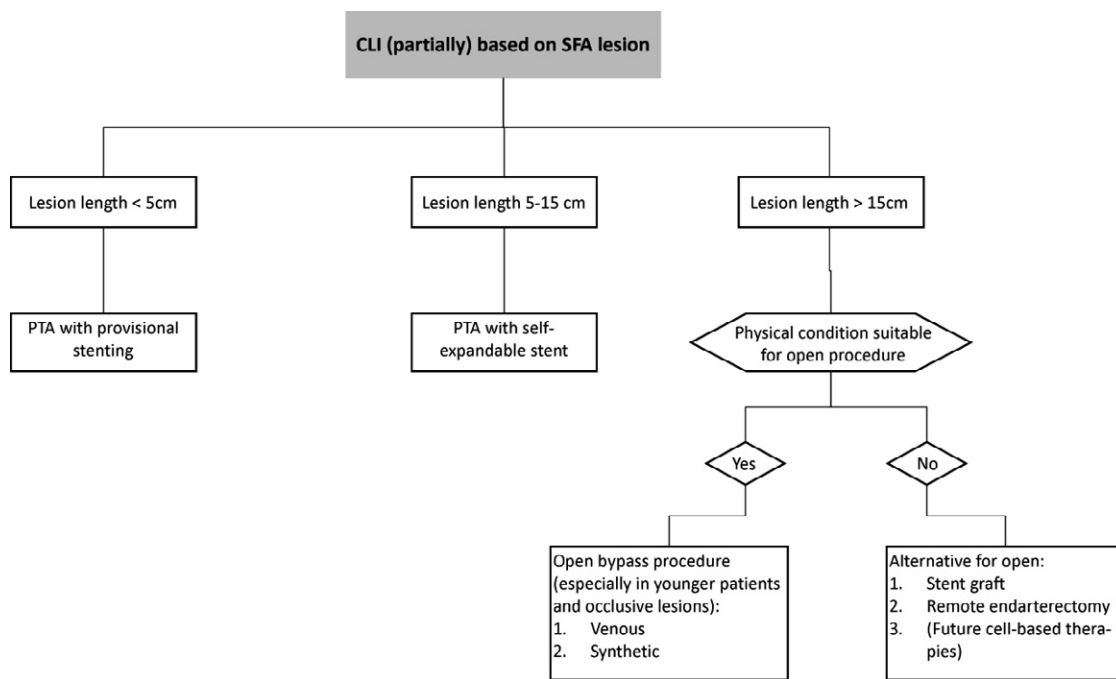 CLI (partially) based on SFA lesion
Lesion length < 5cm
Lesion length 5-15 cm
Lesion length > 15cm
PTA with provisional
stenting
PTA with self-
expandable stent
Physical condition suitable
for open procedure
Yes
No
Open bypass procedure
(especially in younger patients
and occlusive lesions):
1. Venous
2. Synthetic
Alternative for open:
1. Stent graft
2. Remote endarterectomy
3. (Future cell-based thera-
pies)